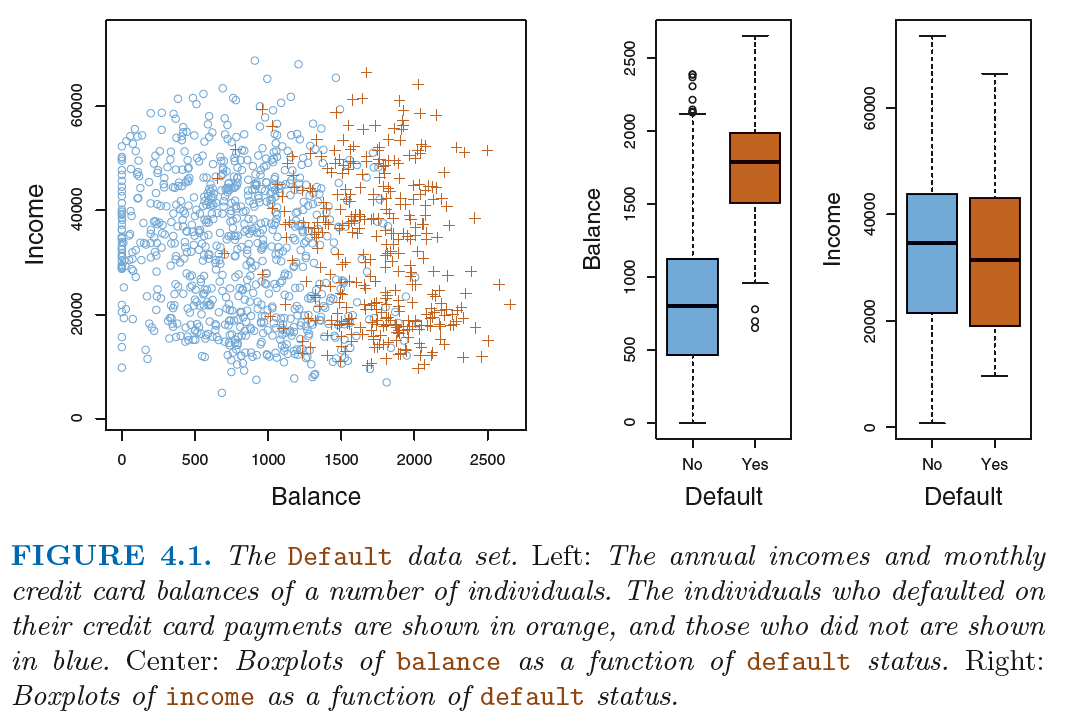 Income
60000
40000
20000
0
0 500 1000 1500 2000 2500
Balance
Balance
2500
2000
1500
1000
500
0
No Yes
Default
Income
60000
40000
20000
0
No Yes
Default
FIGURE 4.1. The Default data set. Left: The annual incomes and monthly
credit card balances of a number of individuals. The individuals who defaulted on
their credit card payments are shown in orange, and those who did not are shown
in blue. Center: Boxplots of balance as a function of default status. Right:
Boxplots of income as a function of default status.